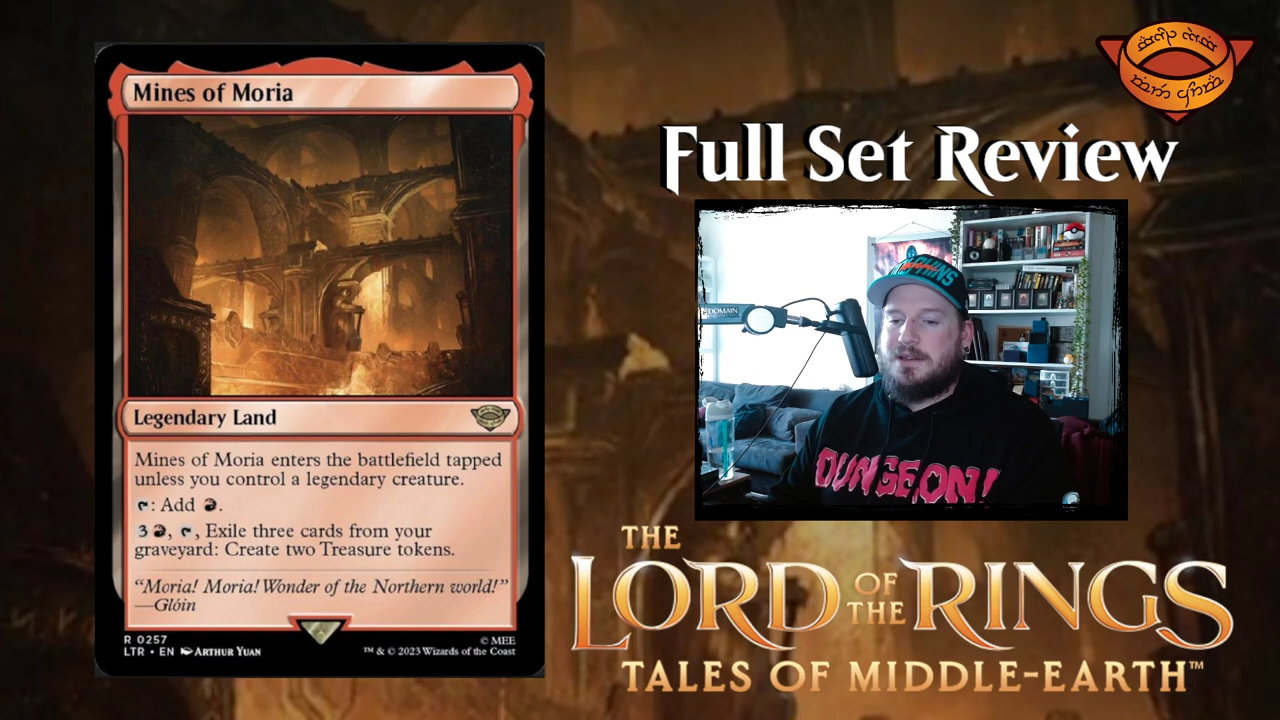 Mines of Moria
Legendary Land
Mines of Moria enters the battlefield tapped
unless you control a legendary creature.
: Add .
3 , , Exile three cards from your
graveyard: Create two Treasure tokens.
“Moria! Moria! Wonder of the Northern world!”
—Glóin
R 0257
LTR • EN ARTHUR YUAN
© MEE
™ & © 2023 Wizards of the Coast
Full Set Review
DOMAIN
DUNGEON!
THE
LORD OF THE RINGS
TALES OF MIDDLE-EARTH™